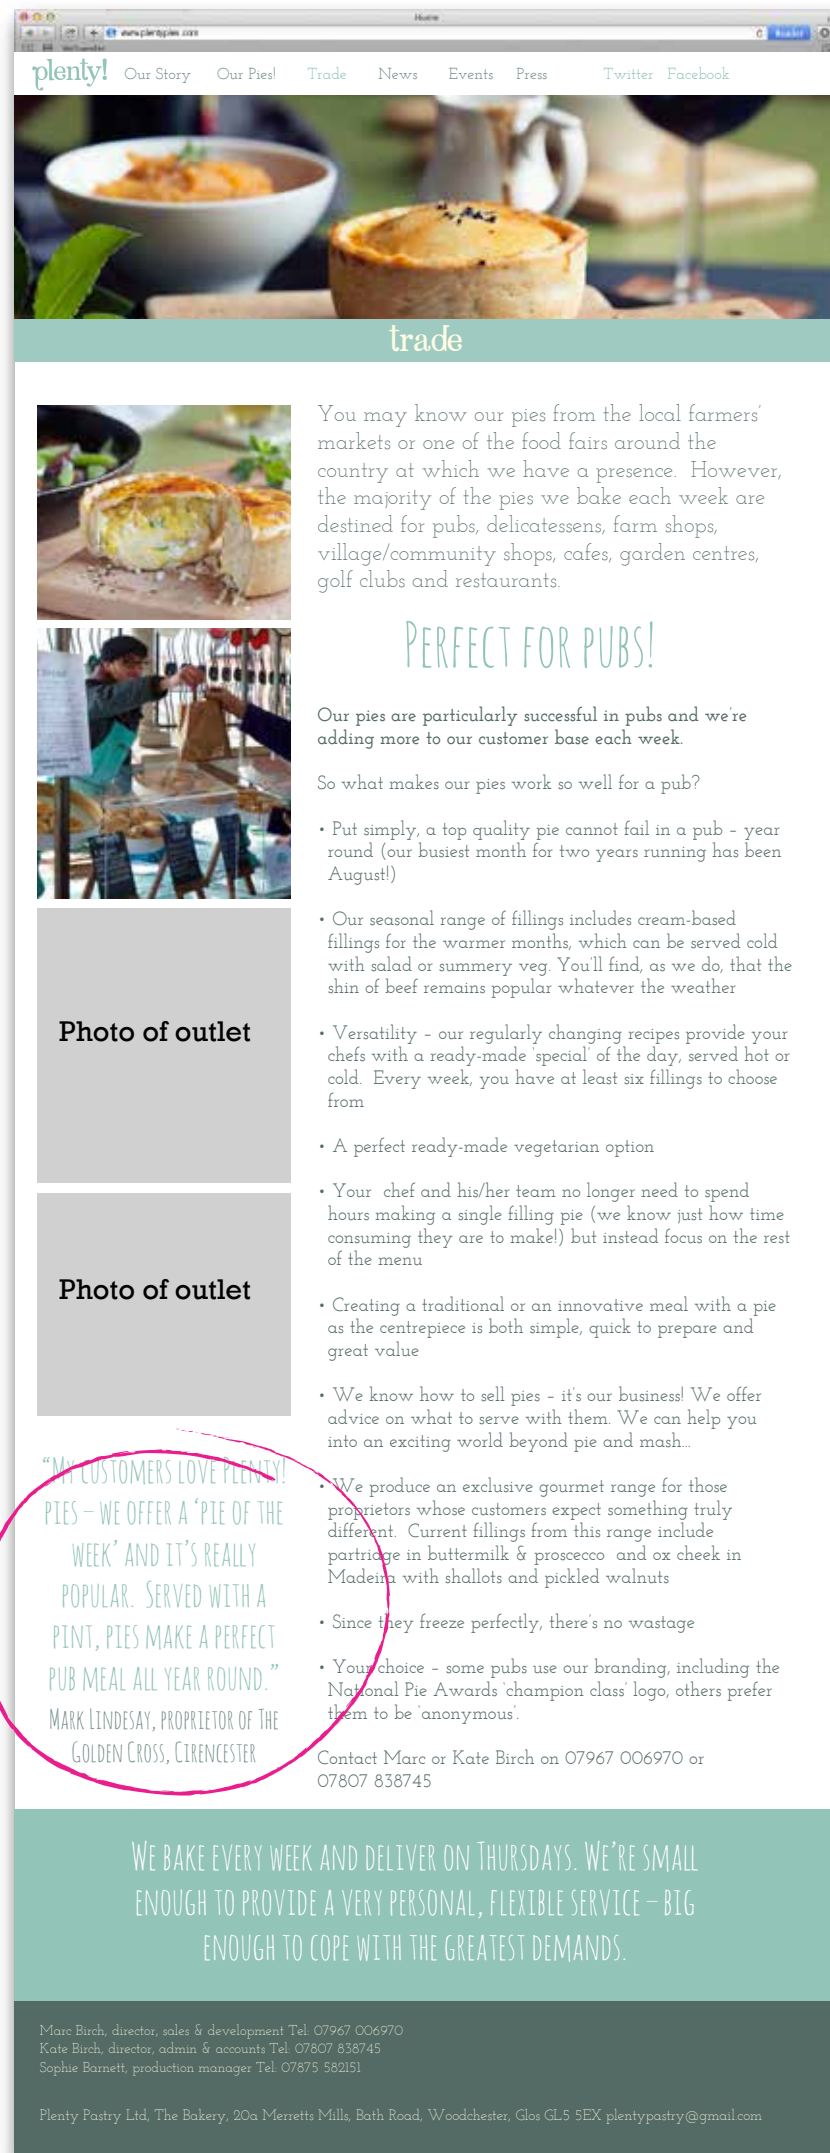 Home
www.plentypies.com
Reader
plenty! Our Story Our Pies! Trade News Events Press Twitter Facebook
trade
You may know our pies from the local farmers'
markets or one of the food fairs around the
country at which we have a presence.  However,
the majority of the pies we bake each week are
destined for pubs, delicatessens, farm shops,
village/community shops, cafes, garden centres,
golf clubs and restaurants.
Perfect for pubs!
Our pies are particularly successful in pubs and we're
adding more to our customer base each week.
So what makes our pies work so well for a pub?
• Put simply, a top quality pie cannot fail in a pub – year
round (our busiest month for two years running has been
August!)
• Our seasonal range of fillings includes cream-based
fillings for the warmer months, which can be served cold
with salad or summery veg. You'll find, as we do, that the
shin of beef remains popular whatever the weather
• Versatility – our regularly changing recipes provide your
chefs with a ready-made 'special' of the day, served hot or
cold.  Every week, you have at least six fillings to choose
from
• A perfect ready-made vegetarian option
• Your  chef and his/her team no longer need to spend
hours making a single filling pie (we know just how time
consuming they are to make!) but instead focus on the rest
of the menu
• Creating a traditional or an innovative meal with a pie
as the centrepiece is both simple, quick to prepare and
great value
• We know how to sell pies – it's our business! We offer
advice on what to serve with them. We can help you
into an exciting world beyond pie and mash...
• We produce an exclusive gourmet range for those
proprietors whose customers expect something truly
different.  Current fillings from this range include
partridge in buttermilk & proscecco  and ox cheek in
Madeira with shallots and pickled walnuts
• Since they freeze perfectly, there's no wastage
• Your choice – some pubs use our branding, including the
National Pie Awards 'champion class' logo, others prefer
them to be 'anonymous'.
Contact Marc or Kate Birch on 07967 006970 or
07807 838745
Photo of outlet
Photo of outlet
“My customers love Plenty!
pies – we offer a ‘pie of the
week’ and it’s really
popular.  Served with a
pint, pies make a perfect
pub meal all year round.”
Mark Lindesay, proprietor of The
Golden Cross, Cirencester
We bake every week and deliver on Thursdays. We’re small
enough to provide a very personal, flexible service – big
enough to cope with the greatest demands.
Marc Birch, director, sales & development Tel: 07967 006970
Kate Birch, director, admin & accounts Tel: 07807 838745
Sophie Barnett, production manager Tel: 07875 582151
Plenty Pastry Ltd, The Bakery, 20a Merretts Mills, Bath Road, Woodchester, Glos GL5 5EX plentypastry@gmail.com